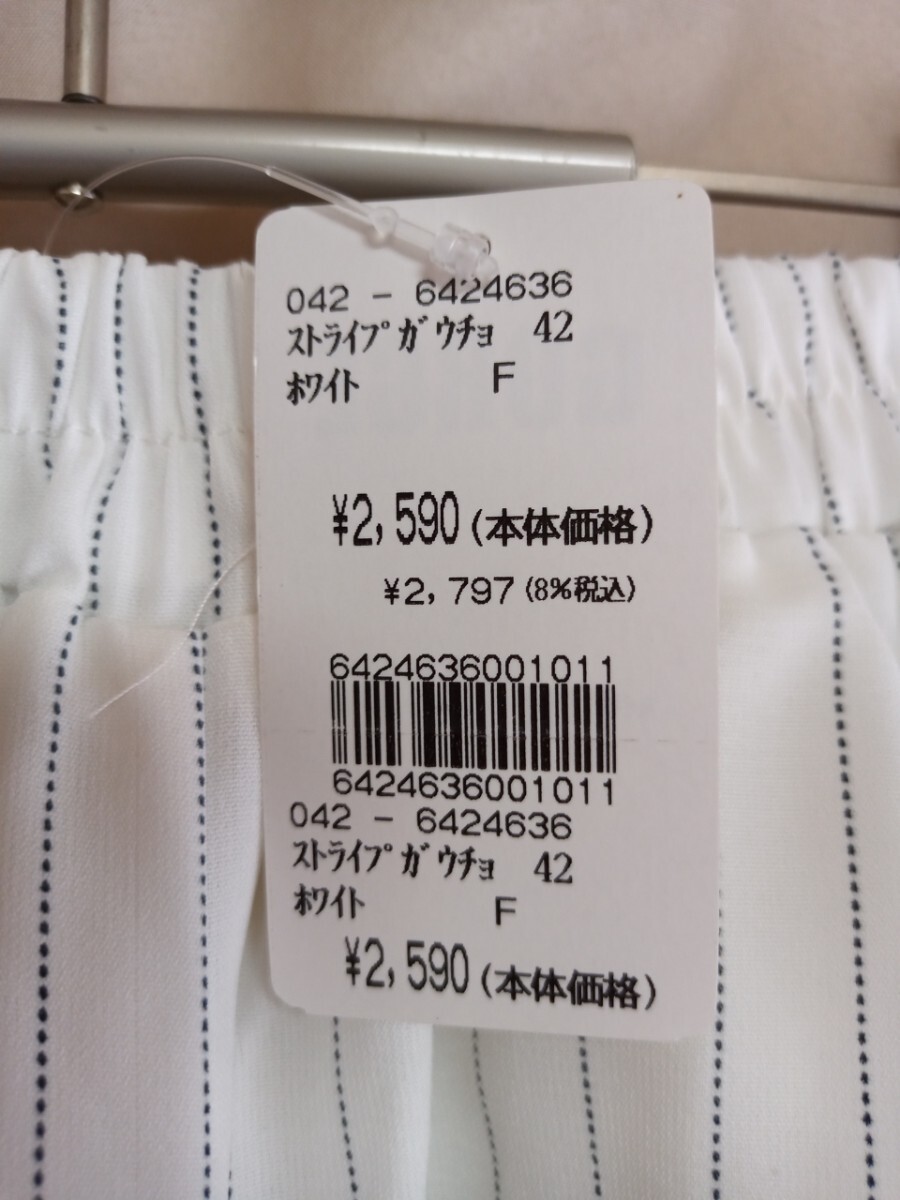 042 - 6424636
ｽﾄﾗｲﾌﾟｶﾞｳﾁｮ 42
ﾎﾜｲﾄ F
¥2,590(本体価格)
¥2,797(8%税込)
6424636001011
6424636001011
042 - 6424636
ｽﾄﾗｲﾌﾟｶﾞｳﾁｮ 42
ﾎﾜｲﾄ F
¥2,590(本体価格)